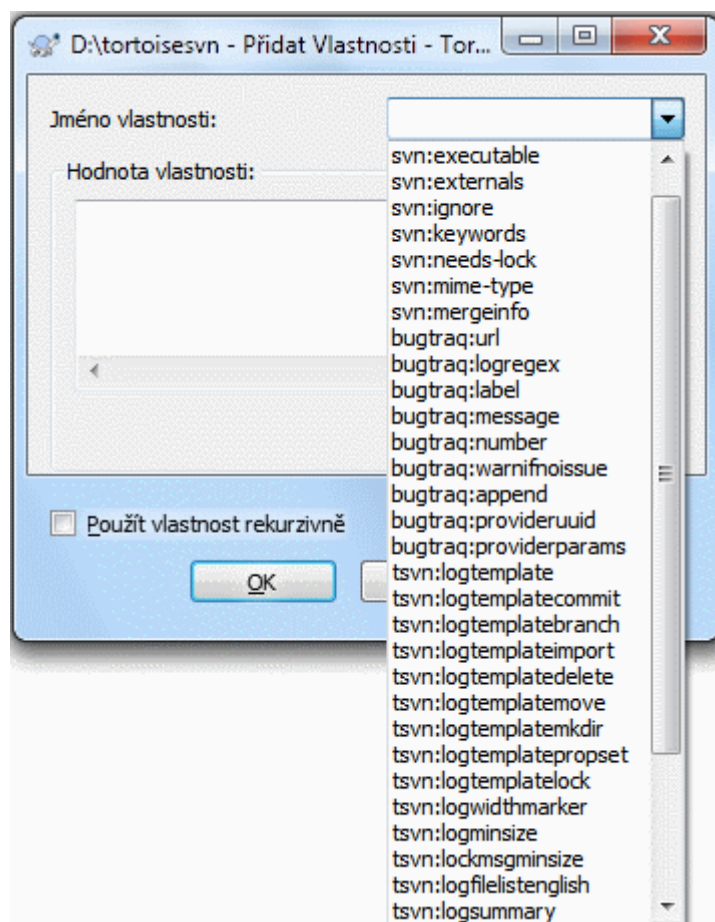 D:\tortoisesvn - Přidat Vlastnosti - Tor...
Jméno vlastnosti:
Hodnota vlastnosti:
svn:executable
svn:externals
svn:ignore
svn:keywords
svn:needs-lock
svn:mime-type
svn:mergeinfo
bugtraq:url
bugtraq:logregex
bugtraq:label
bugtraq:message
bugtraq:number
bugtraq:warnifnoissue
bugtraq:append
bugtraq:provideruuid
bugtraq:providerparams
tsvn:logtemplate
tsvn:logtemplatecommit
tsvn:logtemplatebranch
tsvn:logtemplateimport
tsvn:logtemplatedelete
tsvn:logtemplatemove
tsvn:logtemplatemkdir
tsvn:logtemplatepropset
tsvn:logtemplatelock
tsvn:logwidthmarker
tsvn:logminsize
tsvn:lockmsgminsize
tsvn:logfilelistenglish
tsvn:logsummary
Použít vlastnost rekurzivně
OK